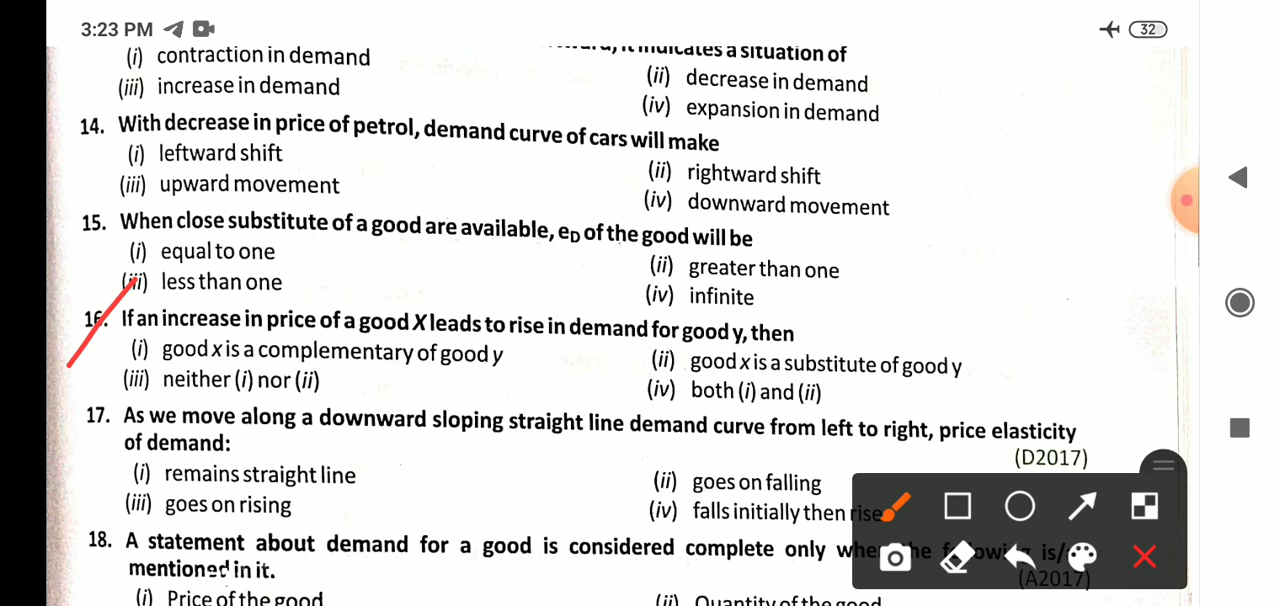 3:23 PM
32
indicates a situation of
(i) contraction in demand
(ii) decrease in demand
(iii) increase in demand
(iv) expansion in demand
14. With decrease in price of petrol, demand curve of cars will make
(i) leftward shift
(ii) rightward shift
(iii) upward movement
(iv) downward movement
15. When close substitute of a good are available, eD of the good will be
(i) equal to one
(ii) greater than one
(iii) less than one
(iv) infinite
16. If an increase in price of a good X leads to rise in demand for good y, then
(i) good x is a complementary of good y
(ii) good x is a substitute of good y
(iii) neither (i) nor (ii)
(iv) both (i) and (ii)
17. As we move along a downward sloping straight line demand curve from left to right, price elasticity
of demand:
(D2017)
(i) remains straight line
(ii) goes on falling
(iii) goes on rising
(iv) falls initially then rise
18. A statement about demand for a good is considered complete only is/
mentioned in it.
(A2017)
(i) Price of the good
(ii) Quantity of the good